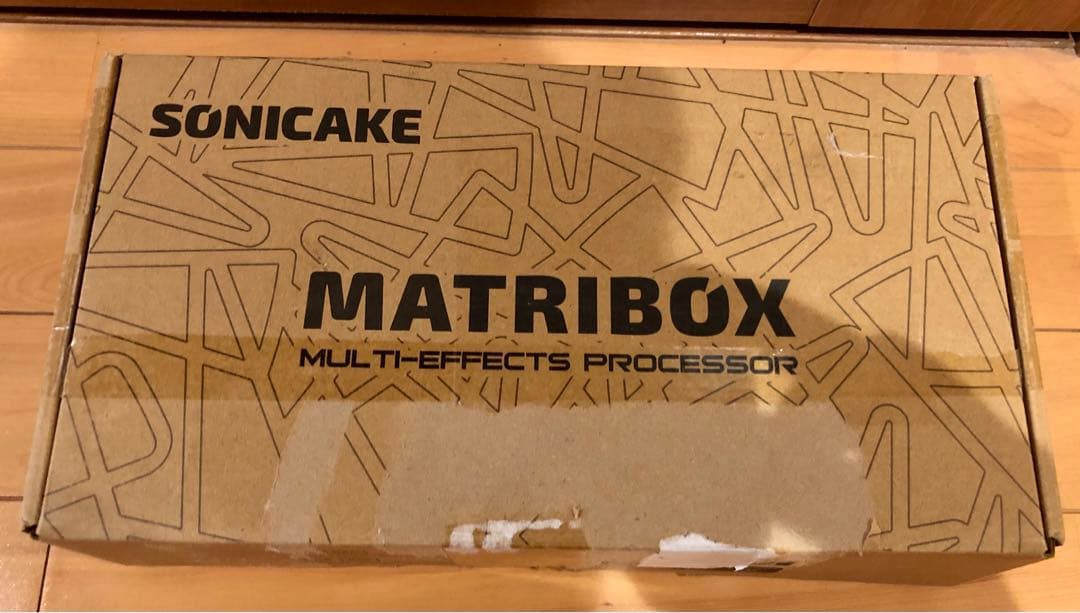 SONICAKE
MATRIBOX
MULTI-EFFECTS PROCESSOR